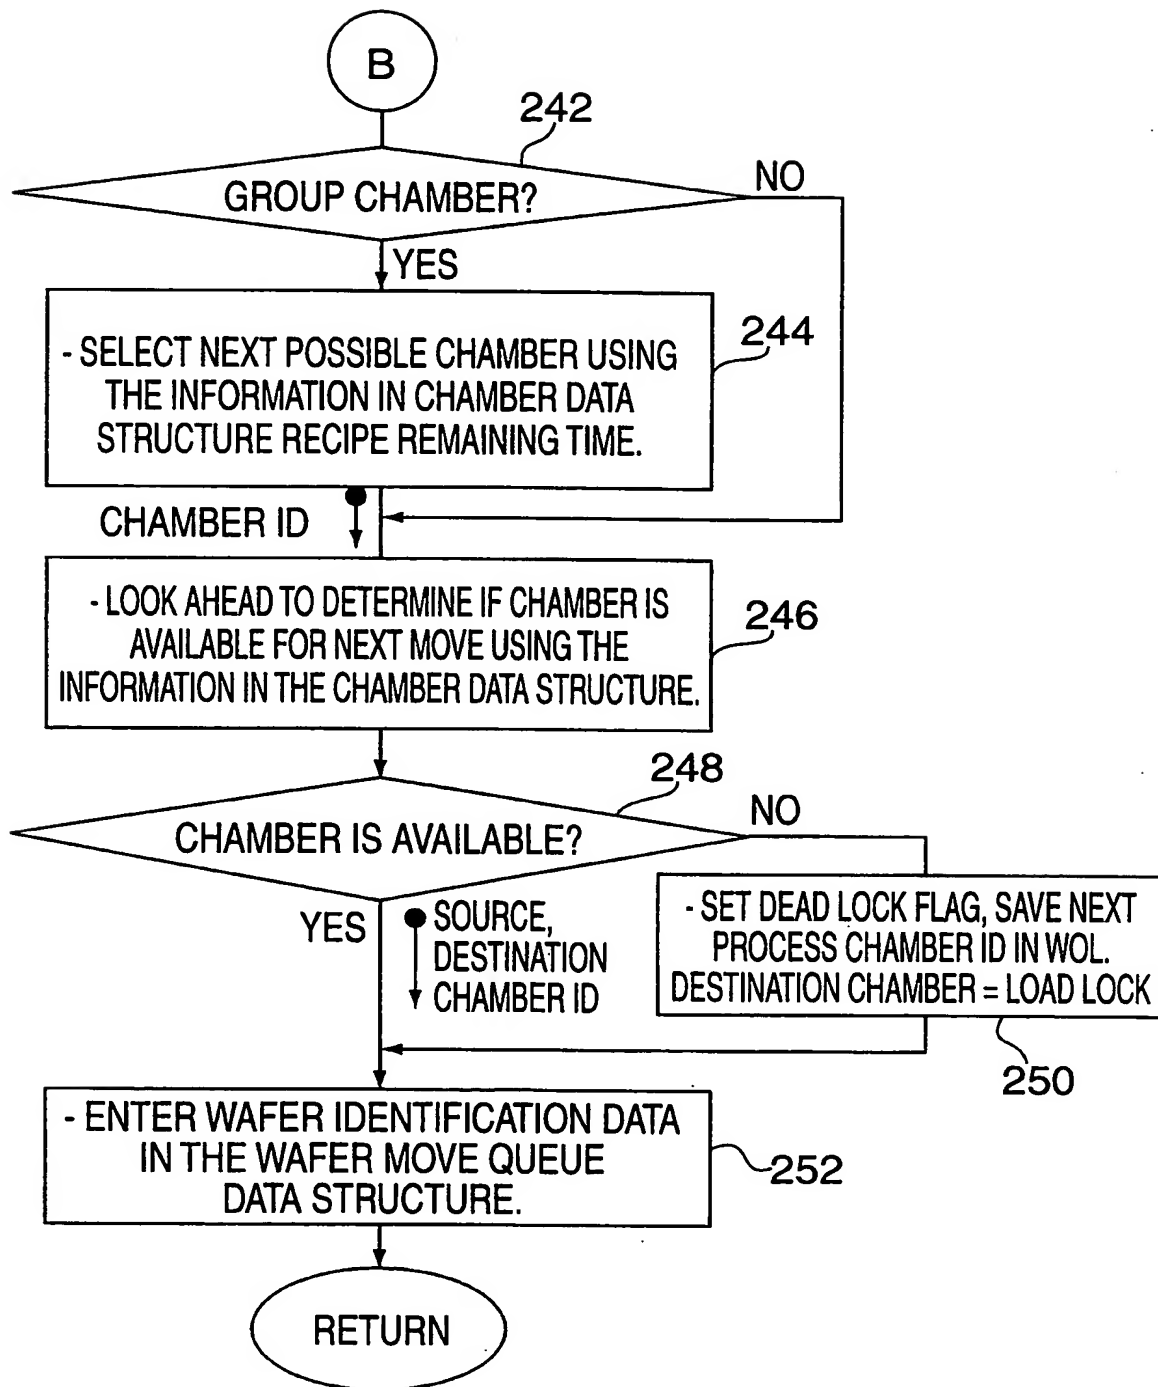 B
242
GROUP CHAMBER?
NO
YES
- SELECT NEXT POSSIBLE CHAMBER USING
THE INFORMATION IN CHAMBER DATA
STRUCTURE RECIPE REMAINING TIME.
244
CHAMBER ID
- LOOK AHEAD TO DETERMINE IF CHAMBER IS
AVAILABLE FOR NEXT MOVE USING THE
INFORMATION IN THE CHAMBER DATA STRUCTURE.
246
248
CHAMBER IS AVAILABLE?
NO
YES
SOURCE,
DESTINATION
CHAMBER ID
- SET DEAD LOCK FLAG, SAVE NEXT
PROCESS CHAMBER ID IN WOL.
DESTINATION CHAMBER = LOAD LOCK
250
- ENTER WAFER IDENTIFICATION DATA
IN THE WAFER MOVE QUEUE
DATA STRUCTURE.
252
RETURN